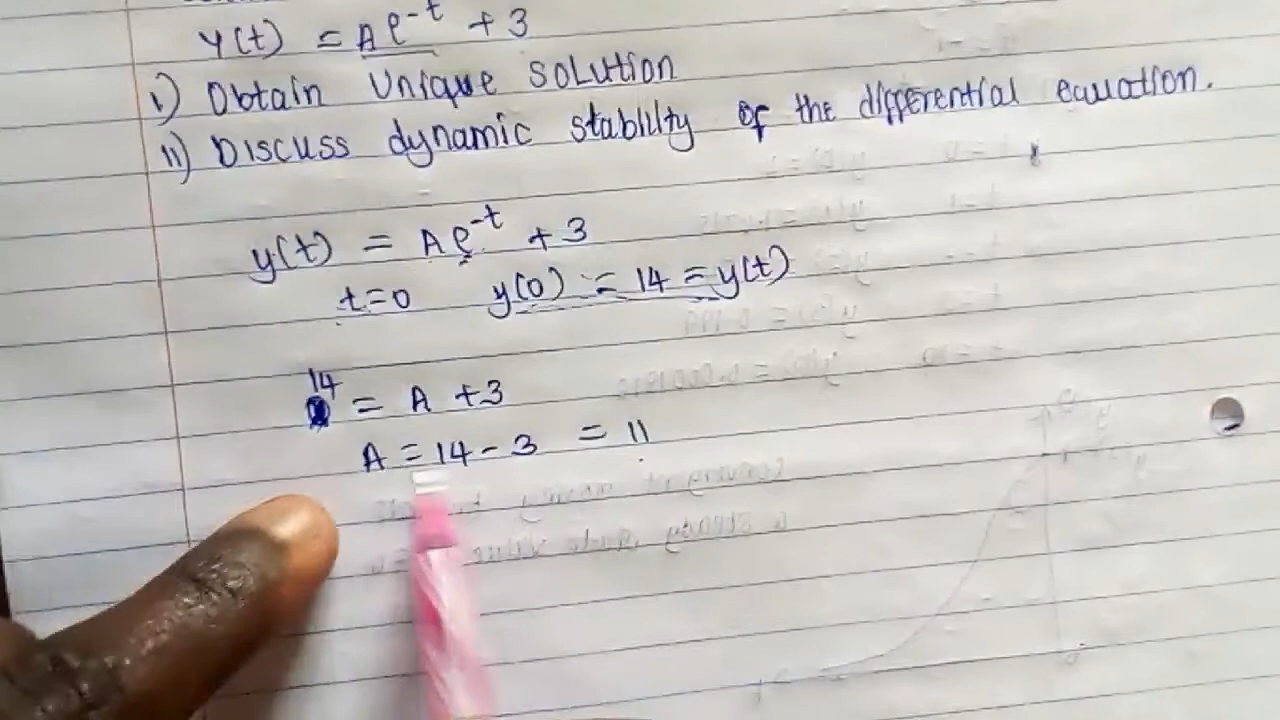 y(t) = Ae^-t + 3
i) Obtain Unique solution
ii) Discuss dynamic stability of the differential equation.
y(t) = Ae^-t + 3
t=0 y(0) = 14 = y(t)
14
= A + 3
A = 14 - 3 = 11